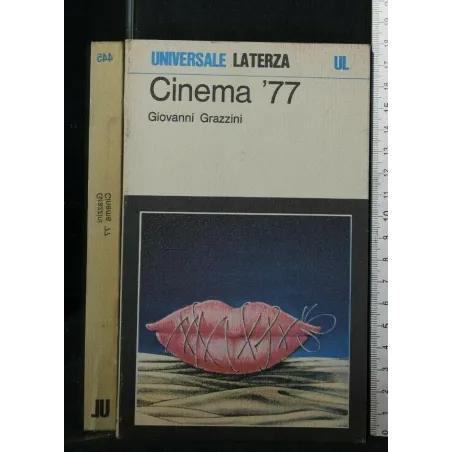 UNIVERSALE LATERZA UL
Cinema '77
Giovanni Grazzini
445
Grazzini
Cinema '77
UL